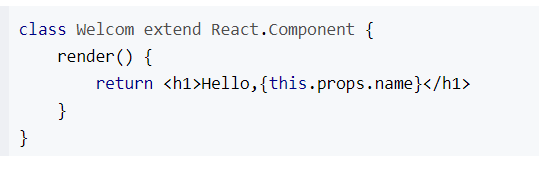 class Welcom extend React.Component {
    render() {
        return <h1>Hello,{this.props.name}</h1>
    }
}